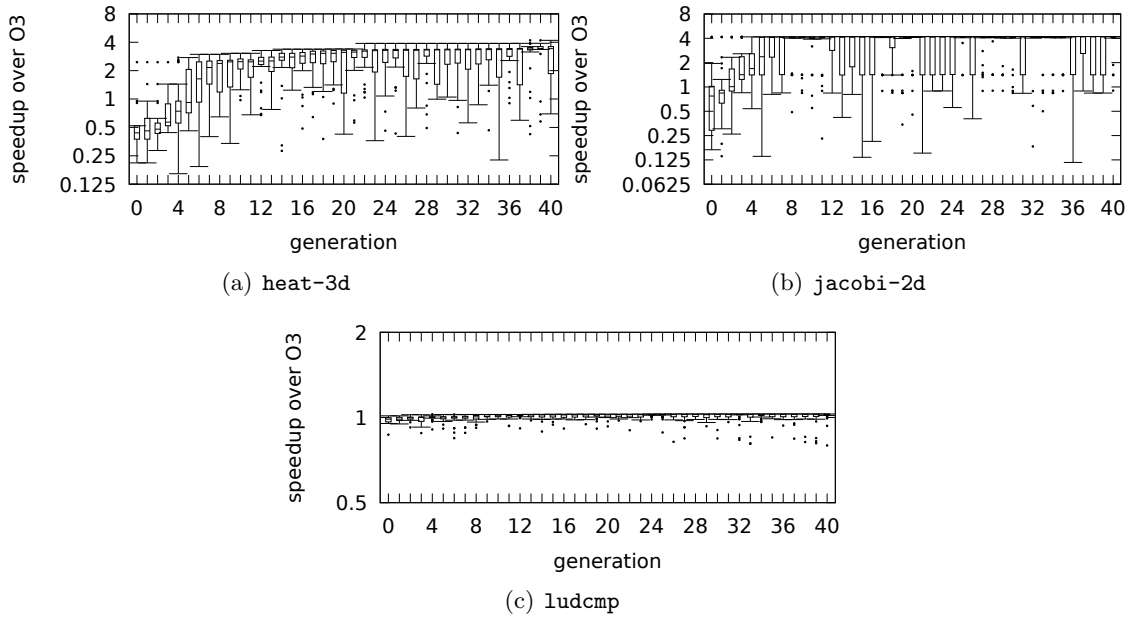 speedup over O3
8
4
2
1
0.5
0.25
0.125
0 4 8 12 16 20 24 28 32 36 40
generation
(a) heat-3d
speedup over O3
8
4
2
1
0.5
0.25
0.125
0.0625
0 4 8 12 16 20 24 28 32 36 40
generation
(b) jacobi-2d
speedup over O3
2
1
0.5
0 4 8 12 16 20 24 28 32 36 40
generation
(c) ludcmp